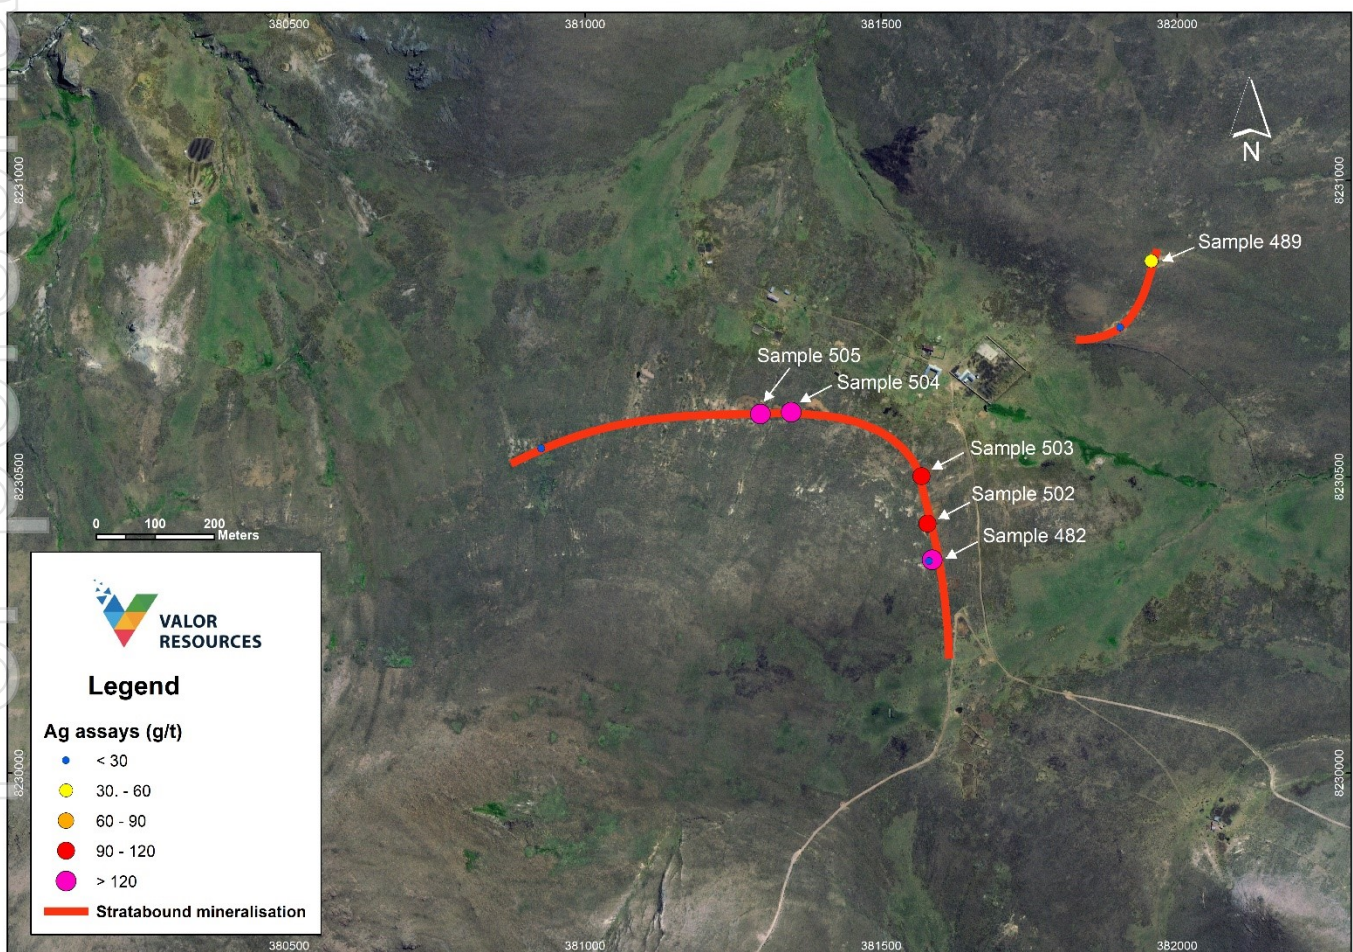 380500
381000
381500
382000
8231000
8231000
N
Sample 489
Sample 505
Sample 504
Sample 503
Sample 502
Sample 482
8230500
8230500
0 100 200
Meters
VALOR
RESOURCES
Legend
Ag assays (g/t)
< 30
30. - 60
60 - 90
90 - 120
> 120
Stratabound mineralisation
8230000
8230000
380500
381000
381500
382000